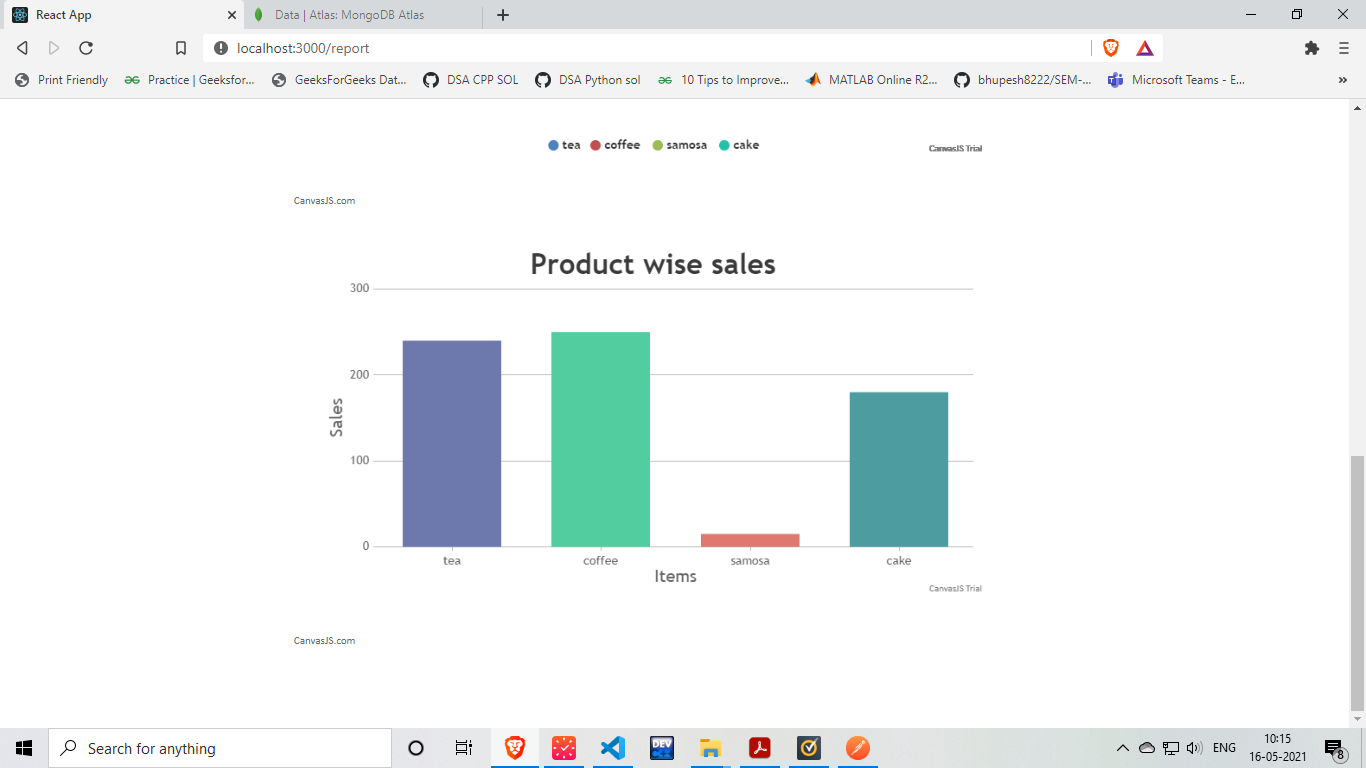 React App
Data | Atlas: MongoDB Atlas
localhost:3000/report
Print Friendly
Practice | Geeksfor...
GeeksForGeeks Dat...
DSA CPP SOL
DSA Python sol
10 Tips to Improve...
MATLAB Online R2...
bhupesh8222/SEM-...
Microsoft Teams - E...
tea coffee samosa cake
CanvasJS Trial
CanvasJS.com
Product wise sales
300
200
100
0
Sales
tea coffee samosa cake
Items
CanvasJS Trial
CanvasJS.com
Search for anything
DEV
ENG
10:15
16-05-2021
8